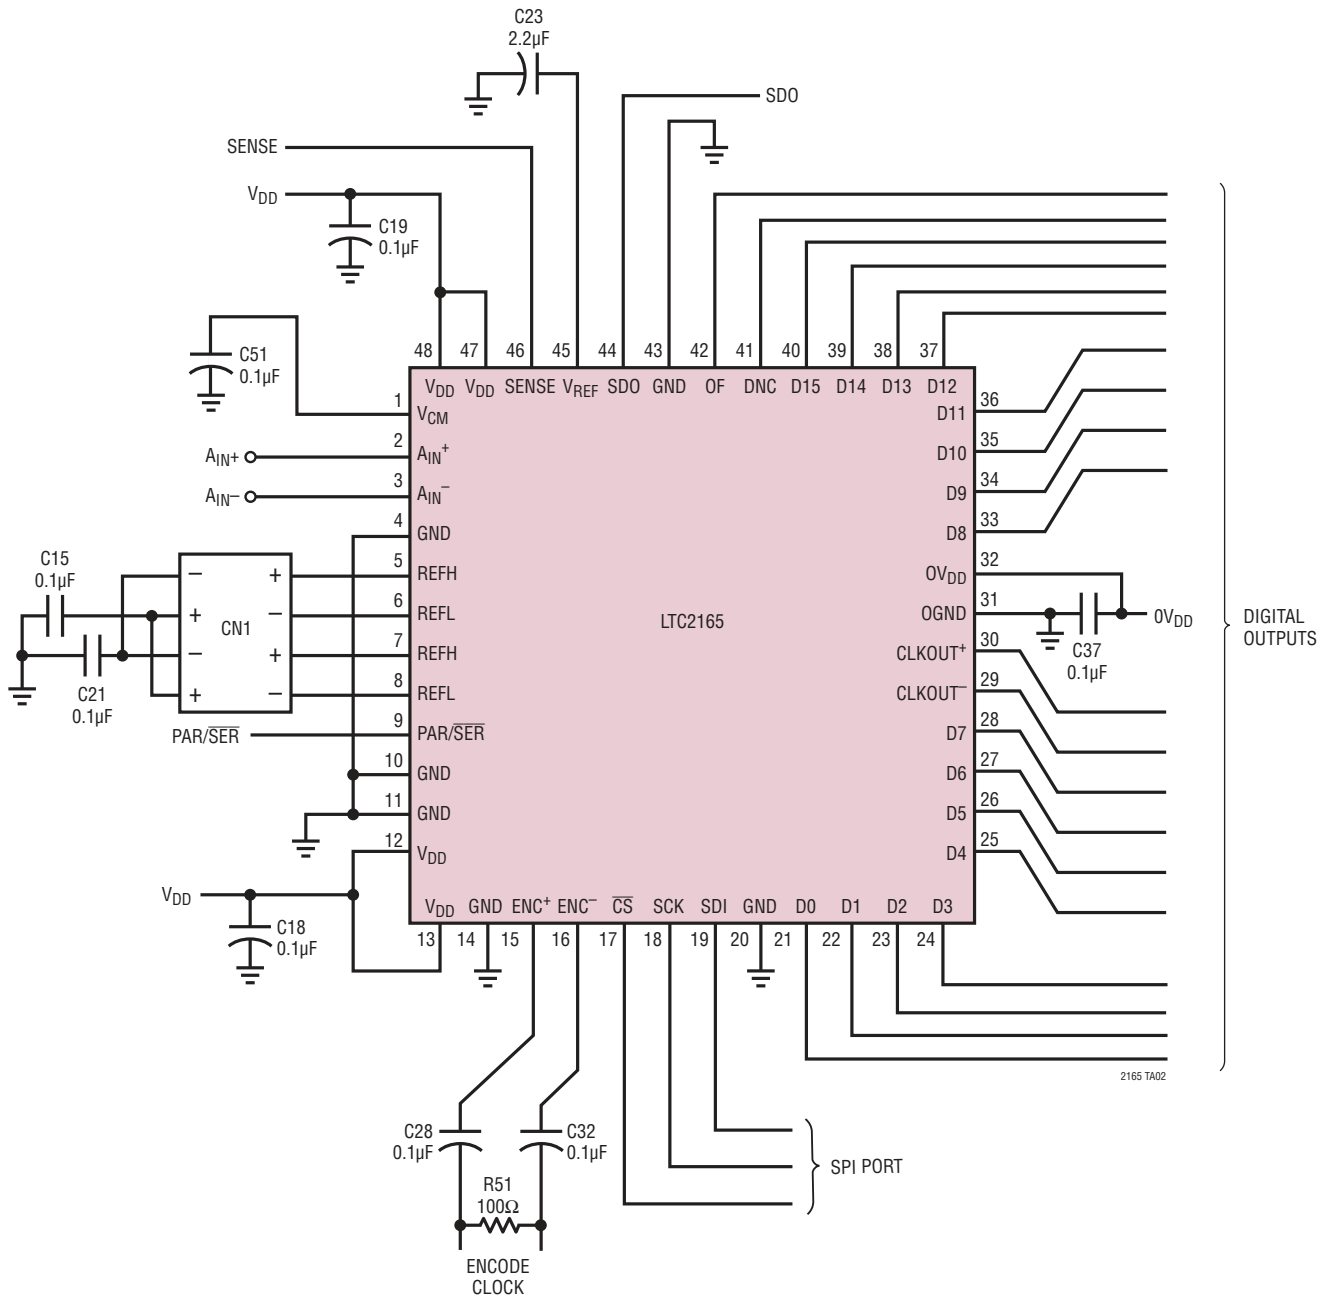 C23
2.2µF
SDO
SENSE
VDD
C19
0.1µF
C51
0.1µF
48 47 46 45 44 43 42 41 40 39 38 37
VDD VDD SENSE VREF SDO GND OF DNC D15 D14 D13 D12
1
VCM
2
AIN+
AIN+
3
AIN–
AIN–
4
GND
5
REFH
6
REFL
7
REFH
8
REFL
9
PAR/SER
PAR/SER
10
GND
11
GND
12
VDD
C15
0.1µF
C21
0.1µF
– +
+ –
CN1
– +
+ –
LTC2165
36
D11
35
D10
34
D9
33
D8
32
OVDD
31
OGND
OVDD
C37
0.1µF
30
CLKOUT+
29
CLKOUT–
28
D7
27
D6
26
D5
25
D4
DIGITAL
OUTPUTS
VDD
C18
0.1µF
VDD GND ENC+ ENC– CS SCK SDI GND D0 D1 D2 D3
13 14 15 16 17 18 19 20 21 22 23 24
2165 TA02
C28
0.1µF
C32
0.1µF
R51
100Ω
SPI PORT
ENCODE
CLOCK